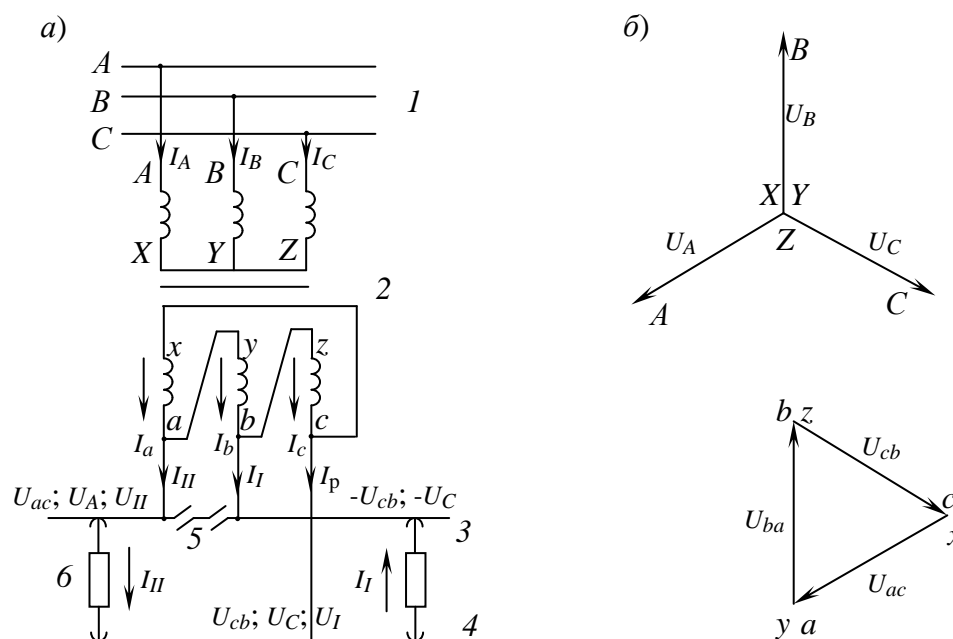 а)
A
B
C
1
I_A I_B I_C
A B C
X Y Z
2
x y z
a b c
I_a I_b I_c
I_II I_I I_р
U_ac; U_A; U_II
-U_cb; -U_C
5
3
6
I_II
I_I
U_cb; U_C; U_I
4
б)
B
U_B
X Y
Z
U_A
U_C
A
C
b z
U_cb
c
U_ba
U_ac
y a